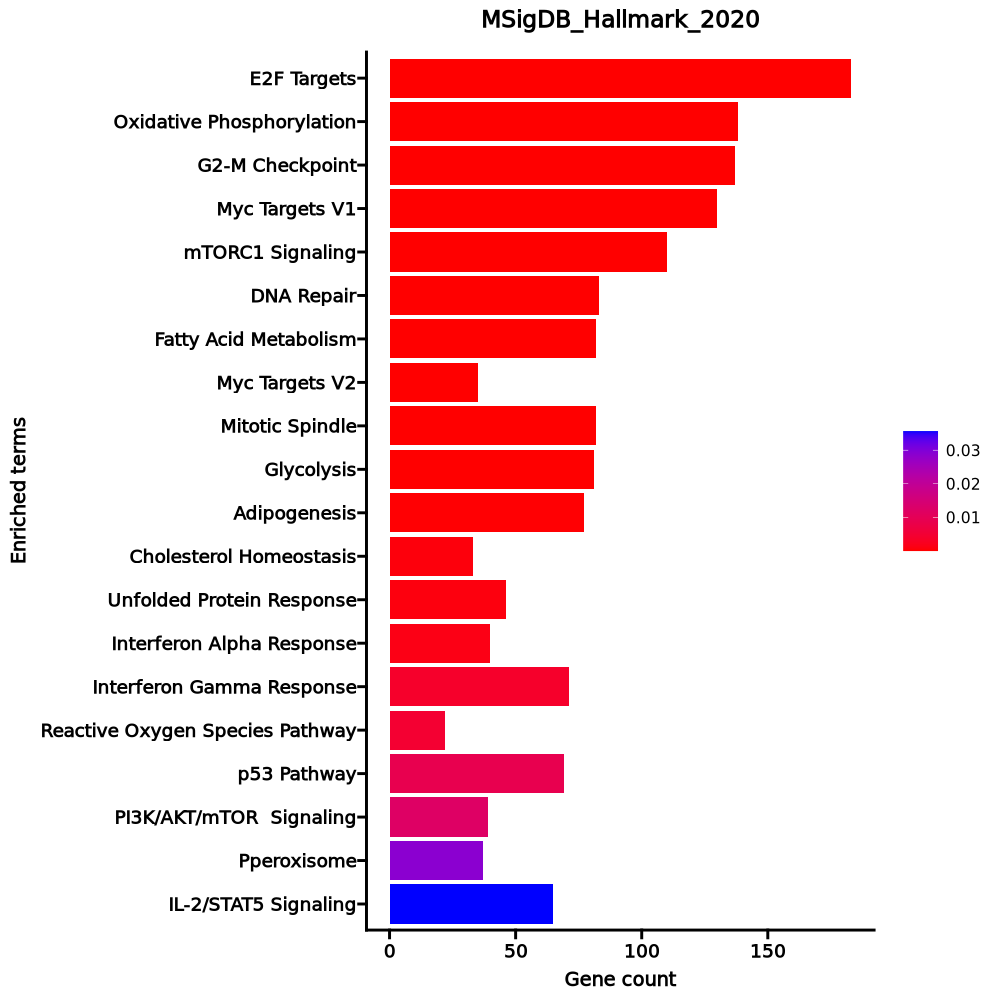 MSigDB_Hallmark_2020
E2F Targets
Oxidative Phosphorylation
G2-M Checkpoint
Myc Targets V1
mTORC1 Signaling
DNA Repair
Fatty Acid Metabolism
Myc Targets V2
Mitotic Spindle
Glycolysis
Adipogenesis
Cholesterol Homeostasis
Unfolded Protein Response
Interferon Alpha Response
Interferon Gamma Response
Reactive Oxygen Species Pathway
p53 Pathway
PI3K/AKT/mTOR  Signaling
Pperoxisome
IL-2/STAT5 Signaling
Enriched terms
0 50 100 150
Gene count
0.03
0.02
0.01